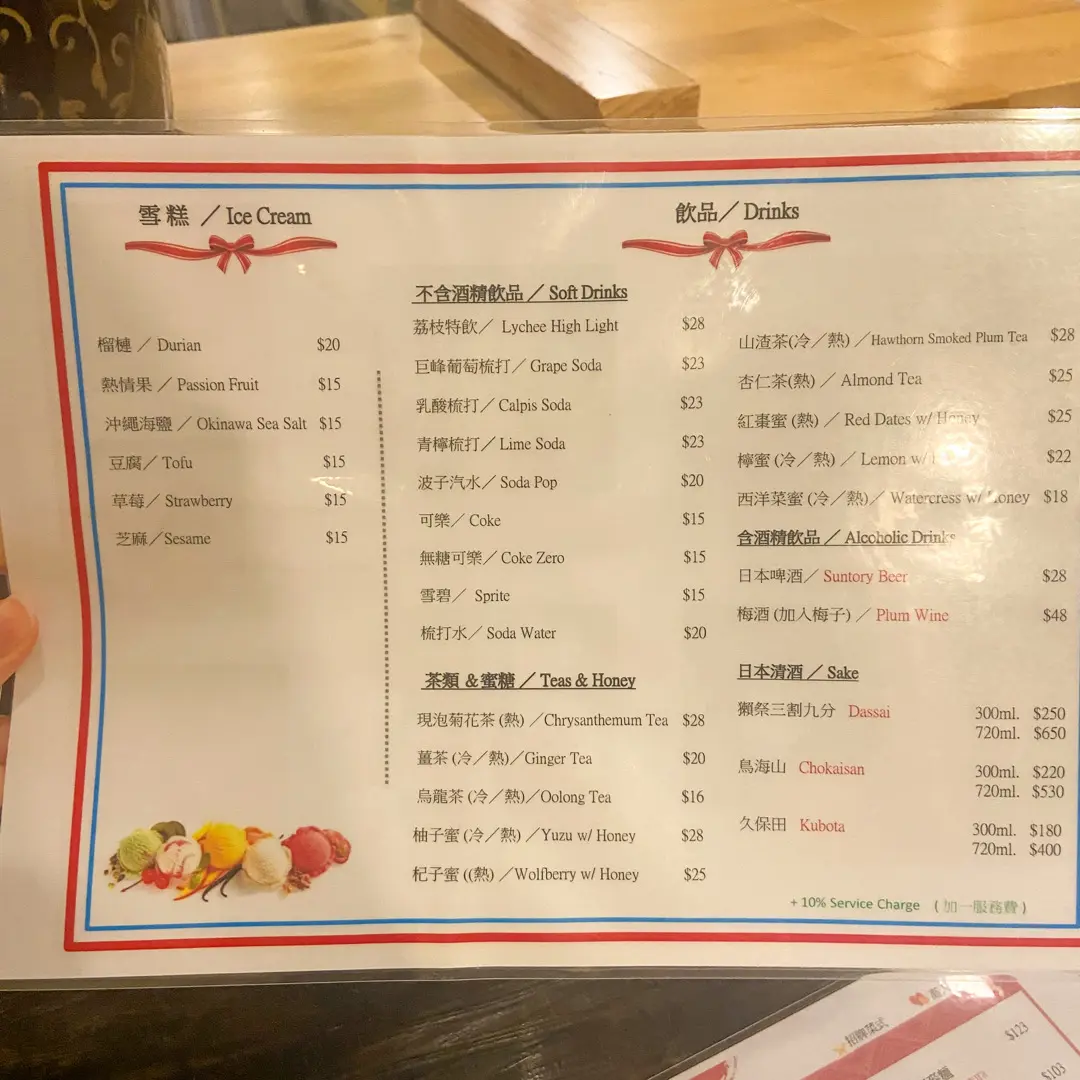 雪糕 ／ Ice Cream
榴槤 ／ Durian $20
熱情果 ／ Passion Fruit $15
沖繩海鹽 ／ Okinawa Sea Salt $15
豆腐／ Tofu $15
草莓／ Strawberry $15
芝麻／Sesame $15
飲品／ Drinks
不含酒精飲品 ／ Soft Drinks
荔枝特飲／ Lychee High Light $28
巨峰葡萄梳打／ Grape Soda $23
乳酸梳打／ Calpis Soda $23
青檸梳打／ Lime Soda $23
波子汽水／ Soda Pop $20
可樂／ Coke $15
無糖可樂／ Coke Zero $15
雪碧／ Sprite $15
梳打水／ Soda Water $20
茶類 ＆蜜糖 ／ Teas & Honey
現泡菊花茶 (熱) ／Chrysanthemum Tea $28
薑茶 (冷／熱)／Ginger Tea $20
烏龍茶 (冷／熱)／Oolong Tea $16
柚子蜜 (冷／熱) ／Yuzu w/ Honey $28
杞子蜜 ((熱) ／Wolfberry w/ Honey $25
山渣茶(冷／熱) ／Hawthorn Smoked Plum Tea $28
杏仁茶(熱) ／ Almond Tea $25
紅棗蜜 (熱) ／ Red Dates w/ Honey $25
檸蜜 (冷／熱) ／ Lemon w/ $22
西洋菜蜜 (冷／熱)／ Watercress w/ Honey $18
含酒精飲品 ／ Alcoholic Drinks
日本啤酒／ Suntory Beer $28
梅酒 (加入梅子) ／ Plum Wine $48
日本清酒 ／ Sake
獺祭三割九分 Dassai 300ml. $250
720ml. $650
鳥海山 Chokaisan 300ml. $220
720ml. $530
久保田 Kubota 300ml. $180
720ml. $400
+ 10% Service Charge ( 加一服務費 )
招牌菜式
$123
$103